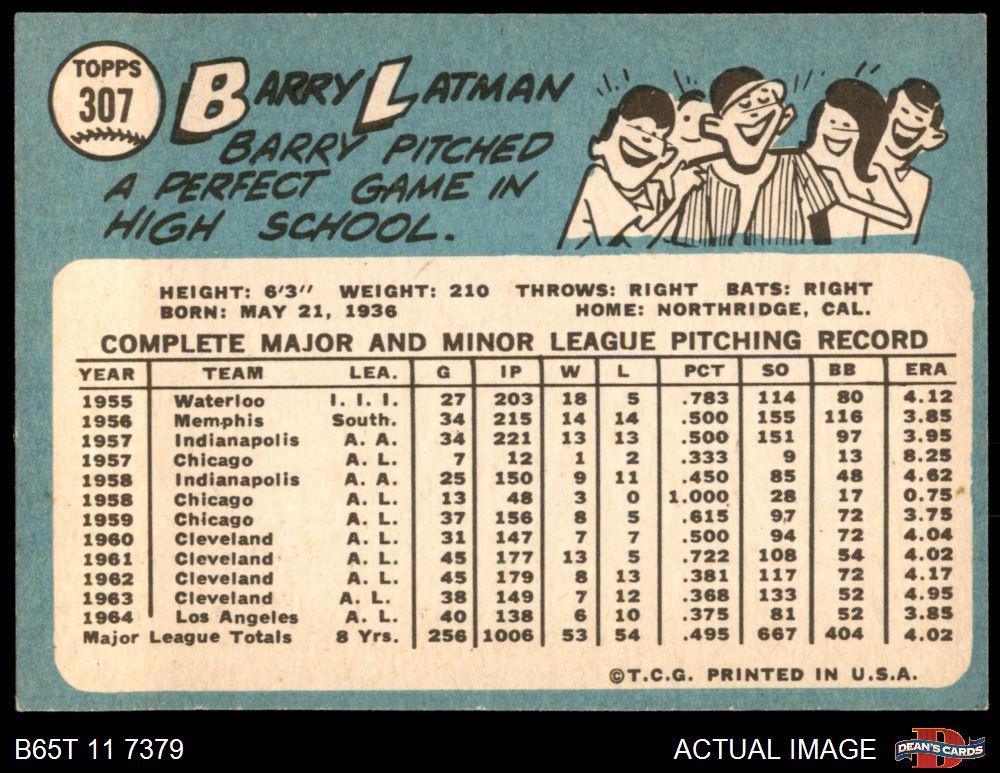 TOPPS
307
BARRY LATMAN
BARRY PITCHED
A PERFECT GAME IN
HIGH SCHOOL.
HEIGHT: 6'3" WEIGHT: 210 THROWS: RIGHT BATS: RIGHT
BORN: MAY 21, 1936 HOME: NORTHRIDGE, CAL.
COMPLETE MAJOR AND MINOR LEAGUE PITCHING RECORD
YEAR TEAM LEA. G IP W L PCT SO BB ERA
1955 Waterloo I. I. I. 27 203 18 5 .783 114 80 4.12
1956 Memphis South. 34 215 14 14 .500 155 116 3.85
1957 Indianapolis A. A. 34 221 13 13 .500 151 97 3.95
1957 Chicago A. L. 7 12 1 2 .333 9 13 8.25
1958 Indianapolis A. A. 25 150 9 11 .450 85 48 4.62
1958 Chicago A. L. 13 48 3 0 1.000 28 17 0.75
1959 Chicago A. L. 37 156 8 5 .615 97 72 3.75
1960 Cleveland A. L. 31 147 7 7 .500 94 72 4.04
1961 Cleveland A. L. 45 177 13 5 .722 108 54 4.02
1962 Cleveland A. L. 45 179 8 13 .381 117 72 4.17
1963 Cleveland A. L. 38 149 7 12 .368 133 52 4.95
1964 Los Angeles A. L. 40 138 6 10 .375 81 52 3.85
Major League Totals 8 Yrs. 256 1006 53 54 .495 667 404 4.02
©T.C.G. PRINTED IN U.S.A.
B65T 11 7379 ACTUAL IMAGE DEAN'S CARDS